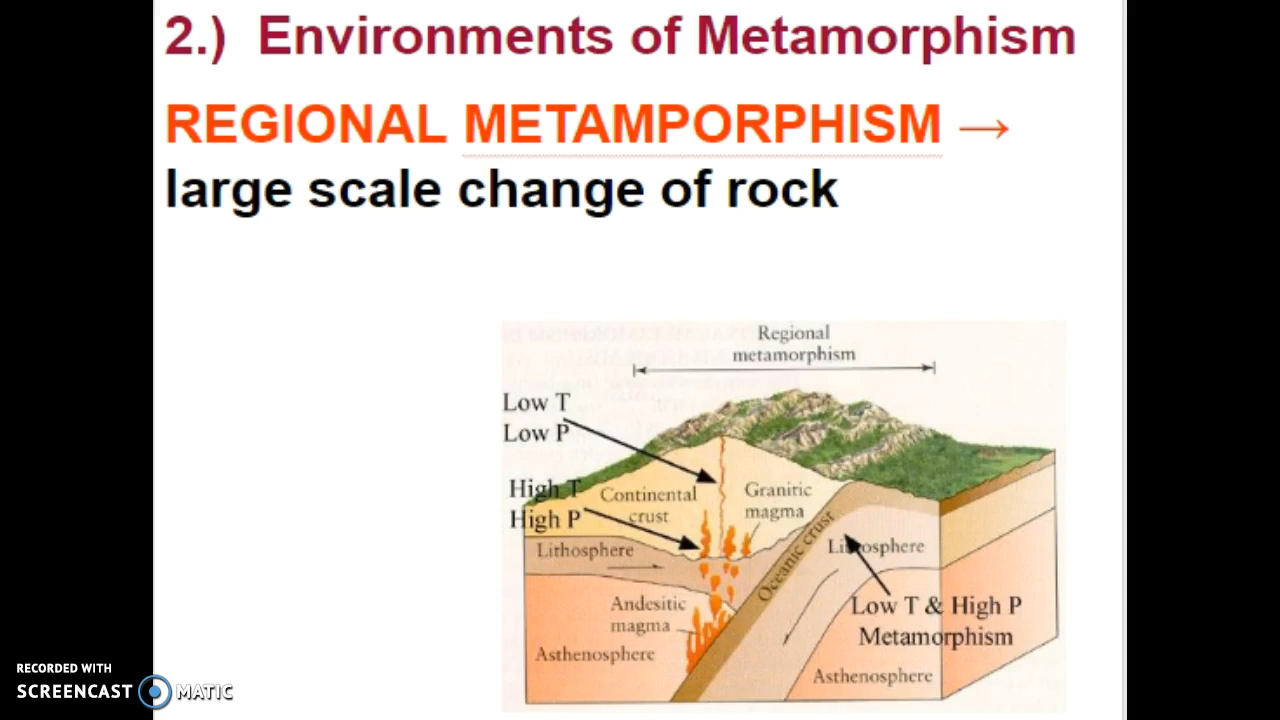 2.) Environments of Metamorphism
REGIONAL METAMPORPHISM →
large scale change of rock
Regional
metamorphism
Low T
Low P
High T
High P
Continental
crust
Granitic
magma
Lithosphere
Oceanic crust
Lithosphere
Low T & High P
Metamorphism
Andesitic
magma
Asthenosphere
Asthenosphere
RECORDED WITH
SCREENCAST MATIC